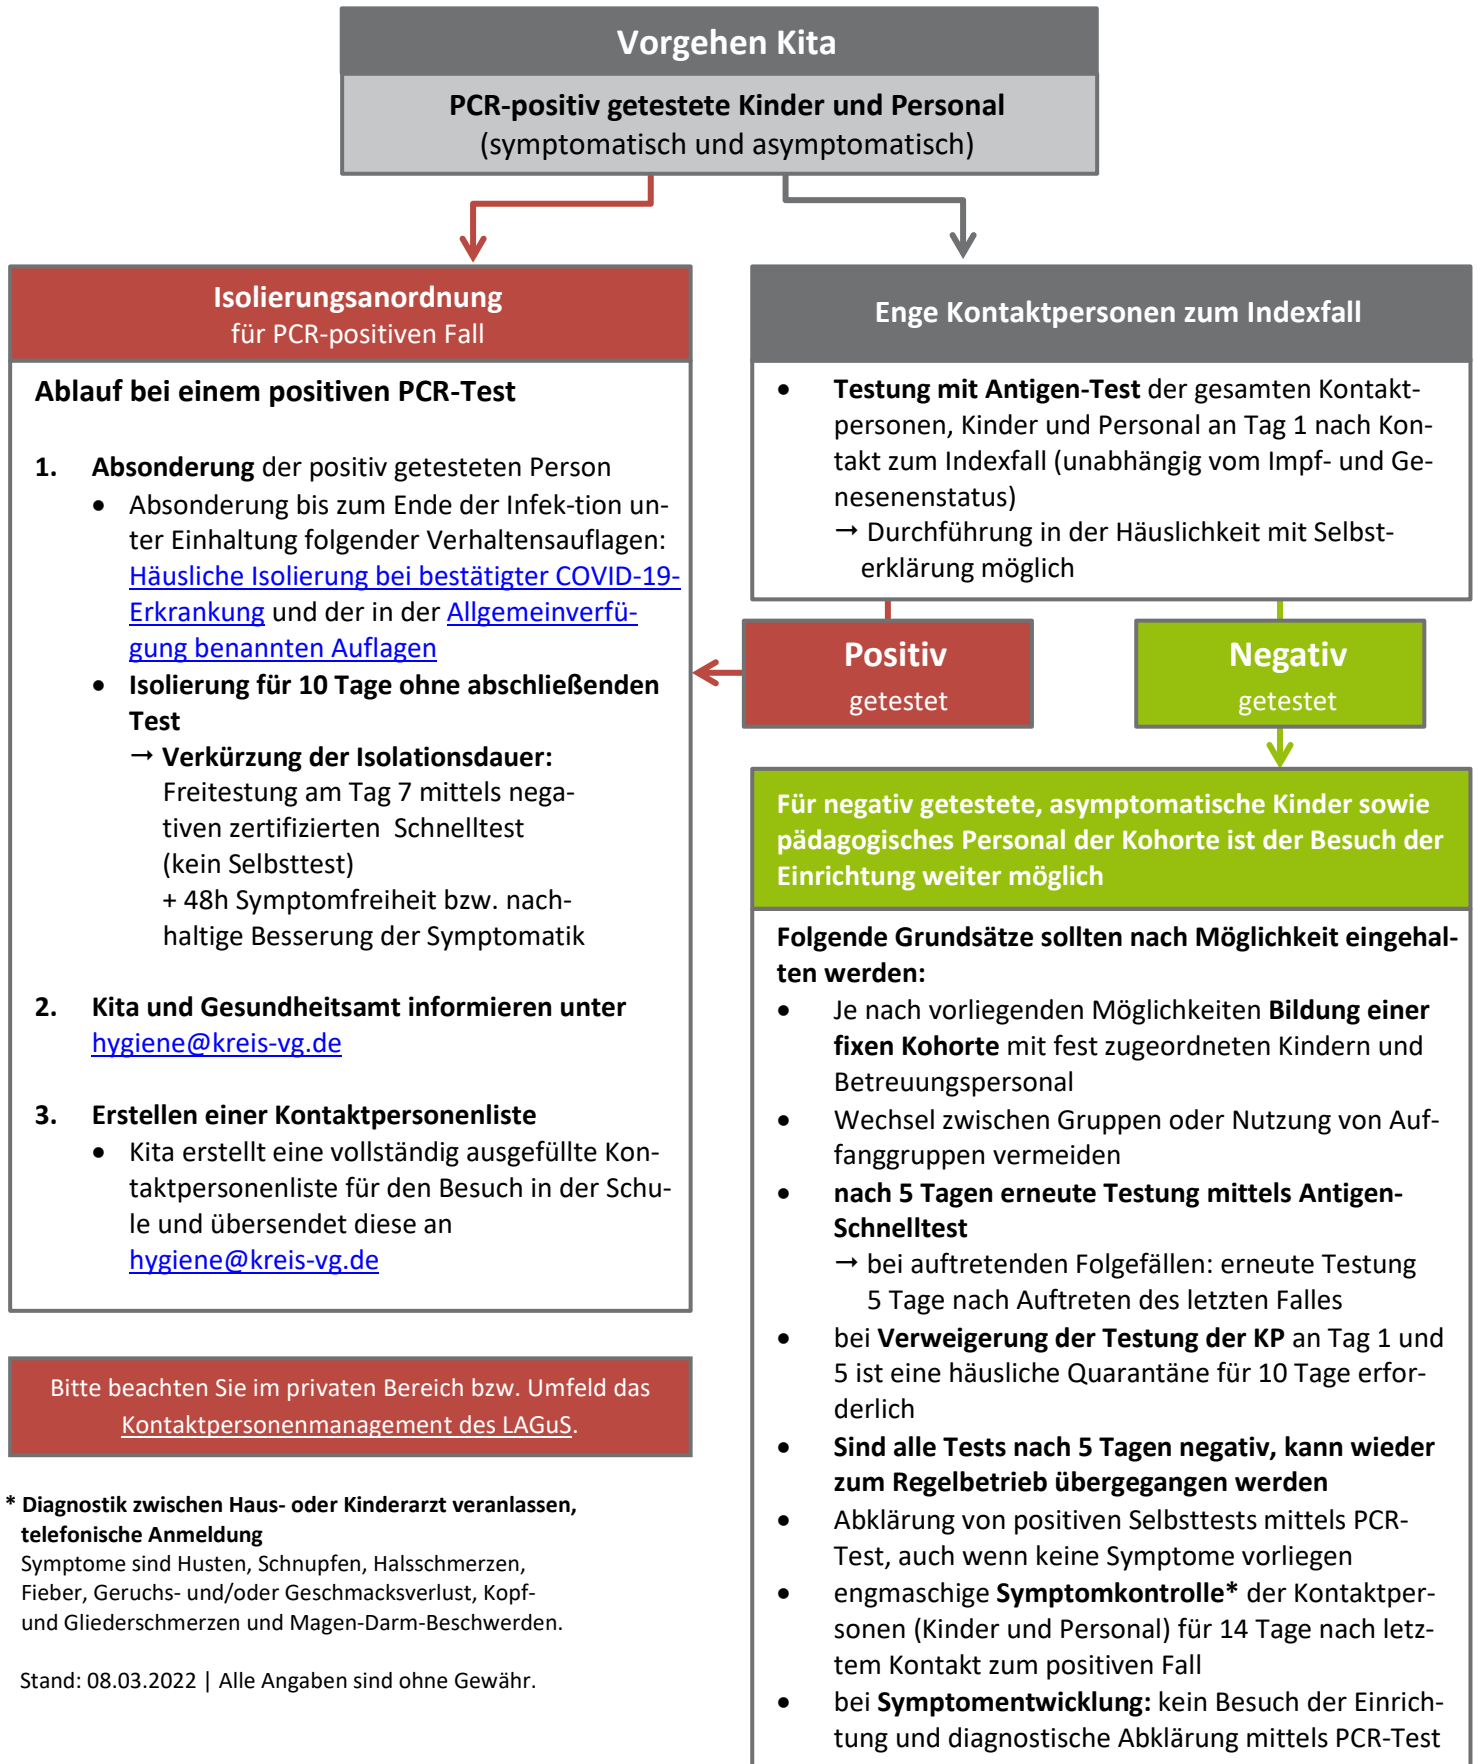 Vorgehen Kita
PCR-positiv getestete Kinder und Personal
(symptomatisch und asymptomatisch)
Isolierungsanordnung
für PCR-positiven Fall
Ablauf bei einem positiven PCR-Test
1. Absonderung der positiv getesteten Person
• Absonderung bis zum Ende der Infek-tion un-
ter Einhaltung folgender Verhaltensauflagen:
Häusliche Isolierung bei bestätigter COVID-19-
Erkrankung und der in der Allgemeinverfü-
gung benannten Auflagen
• Isolierung für 10 Tage ohne abschließenden
Test
→ Verkürzung der Isolationsdauer:
Freitestung am Tag 7 mittels nega-
tiven zertifizierten Schnelltest
(kein Selbsttest)
+ 48h Symptomfreiheit bzw. nach-
haltige Besserung der Symptomatik
2. Kita und Gesundheitsamt informieren unter
hygiene@kreis-vg.de
3. Erstellen einer Kontaktpersonenliste
• Kita erstellt eine vollständig ausgefüllte Kon-
taktpersonenliste für den Besuch in der Schu-
le und übersendet diese an
hygiene@kreis-vg.de
Bitte beachten Sie im privaten Bereich bzw. Umfeld das
Kontaktpersonenmanagement des LAGuS.
* Diagnostik zwischen Haus- oder Kinderarzt veranlassen,
telefonische Anmeldung
Symptome sind Husten, Schnupfen, Halsschmerzen,
Fieber, Geruchs- und/oder Geschmacksverlust, Kopf-
und Gliederschmerzen und Magen-Darm-Beschwerden.
Stand: 08.03.2022 | Alle Angaben sind ohne Gewähr.
Enge Kontaktpersonen zum Indexfall
• Testung mit Antigen-Test der gesamten Kontakt-
personen, Kinder und Personal an Tag 1 nach Kon-
takt zum Indexfall (unabhängig vom Impf- und Ge-
nesenenstatus)
→ Durchführung in der Häuslichkeit mit Selbst-
erklärung möglich
Positiv
getestet
Negativ
getestet
Für negativ getestete, asymptomatische Kinder sowie
pädagogisches Personal der Kohorte ist der Besuch der
Einrichtung weiter möglich
Folgende Grundsätze sollten nach Möglichkeit eingehal-
ten werden:
• Je nach vorliegenden Möglichkeiten Bildung einer
fixen Kohorte mit fest zugeordneten Kindern und
Betreuungspersonal
• Wechsel zwischen Gruppen oder Nutzung von Auf-
fanggruppen vermeiden
• nach 5 Tagen erneute Testung mittels Antigen-
Schnelltest
→ bei auftretenden Folgefällen: erneute Testung
5 Tage nach Auftreten des letzten Falles
• bei Verweigerung der Testung der KP an Tag 1 und
5 ist eine häusliche Quarantäne für 10 Tage erfor-
derlich
• Sind alle Tests nach 5 Tagen negativ, kann wieder
zum Regelbetrieb übergegangen werden
• Abklärung von positiven Selbsttests mittels PCR-
Test, auch wenn keine Symptome vorliegen
• engmaschige Symptomkontrolle* der Kontaktper-
sonen (Kinder und Personal) für 14 Tage nach letz-
tem Kontakt zum positiven Fall
• bei Symptomentwicklung: kein Besuch der Einrich-
tung und diagnostische Abklärung mittels PCR-Test